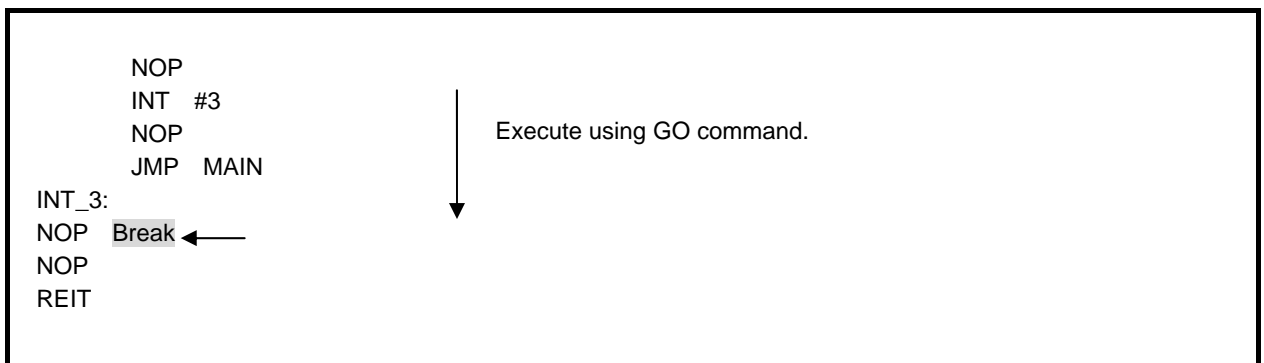 NOP
INT #3
NOP Execute using GO command.
JMP MAIN
INT_3:
NOP Break
NOP
REIT